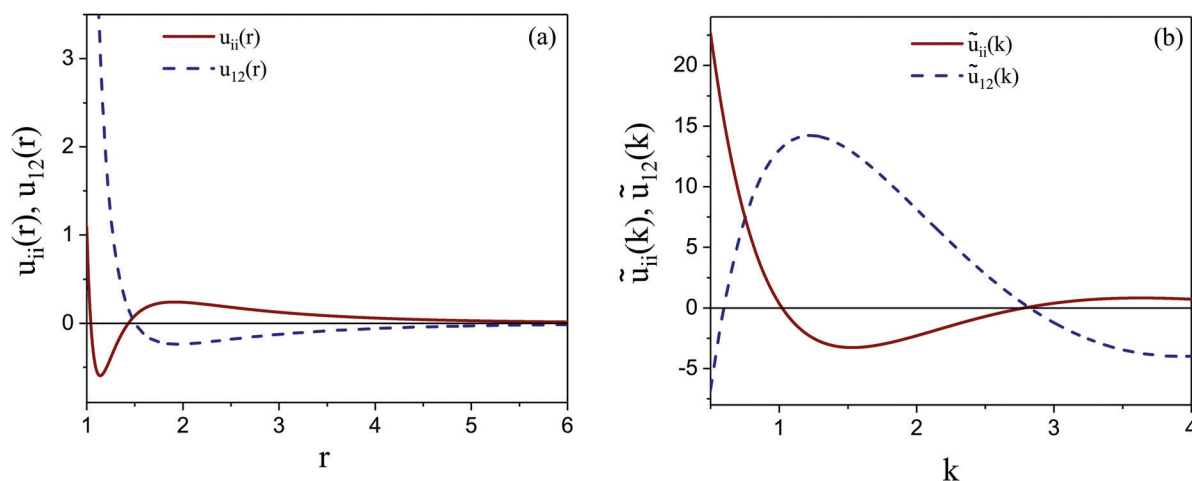 (a)
u_ii(r)
u_12(r)
3
2
1
0
u_ii(r), u_12(r)
1 2 3 4 5 6
r
(b)
ũ_ii(k)
ũ_12(k)
20
15
10
5
0
-5
ũ_ii(k), ũ_12(k)
1 2 3 4
k